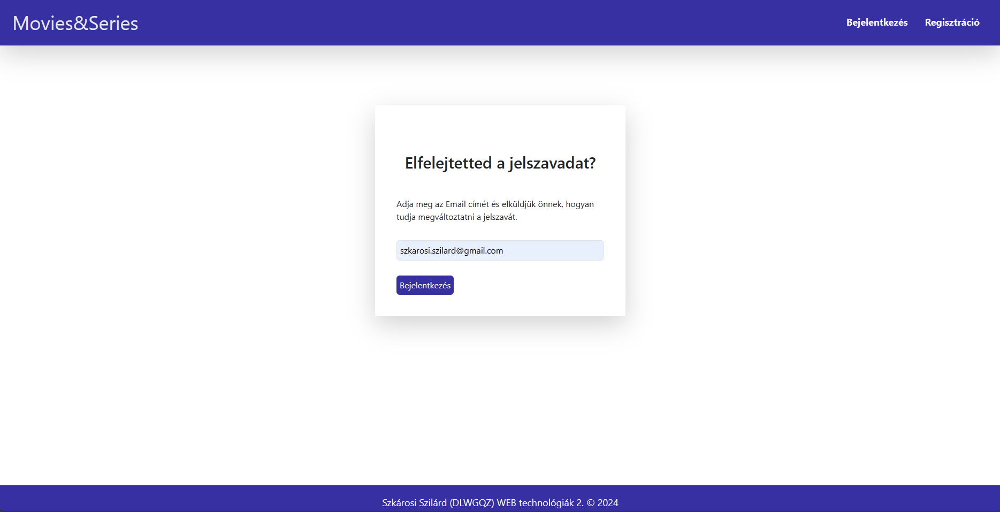 Movies&Series
Bejelentkezés
Regisztráció
Elfelejtetted a jelszavadat?
Adja meg az Email címét és elküldjük önnek, hogyan
tudja megváltoztatni a jelszavát.
szkarosi.szilard@gmail.com
Bejelentkezés
Szkárosi Szilárd (DLWGQZ) WEB technológiák 2. © 2024